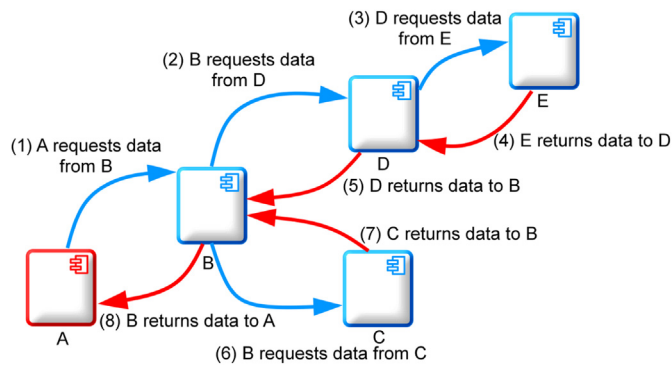 (3) D requests data
from E
(2) B requests data
from D
E
(1) A requests data
from B
(4) E returns data to D
D
(5) D returns data to B
(7) C returns data to B
B
(8) B returns data to A
A
C
(6) B requests data from C